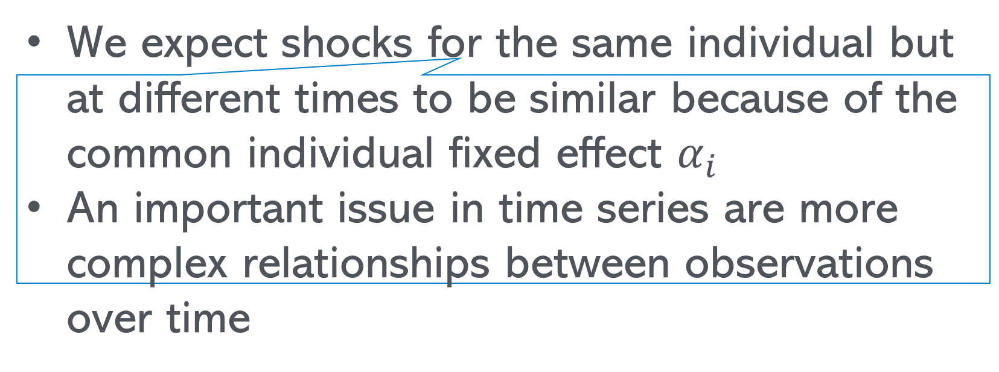 • We expect shocks for the same individual but
at different times to be similar because of the
common individual fixed effect αᵢ
• An important issue in time series are more
complex relationships between observations
over time